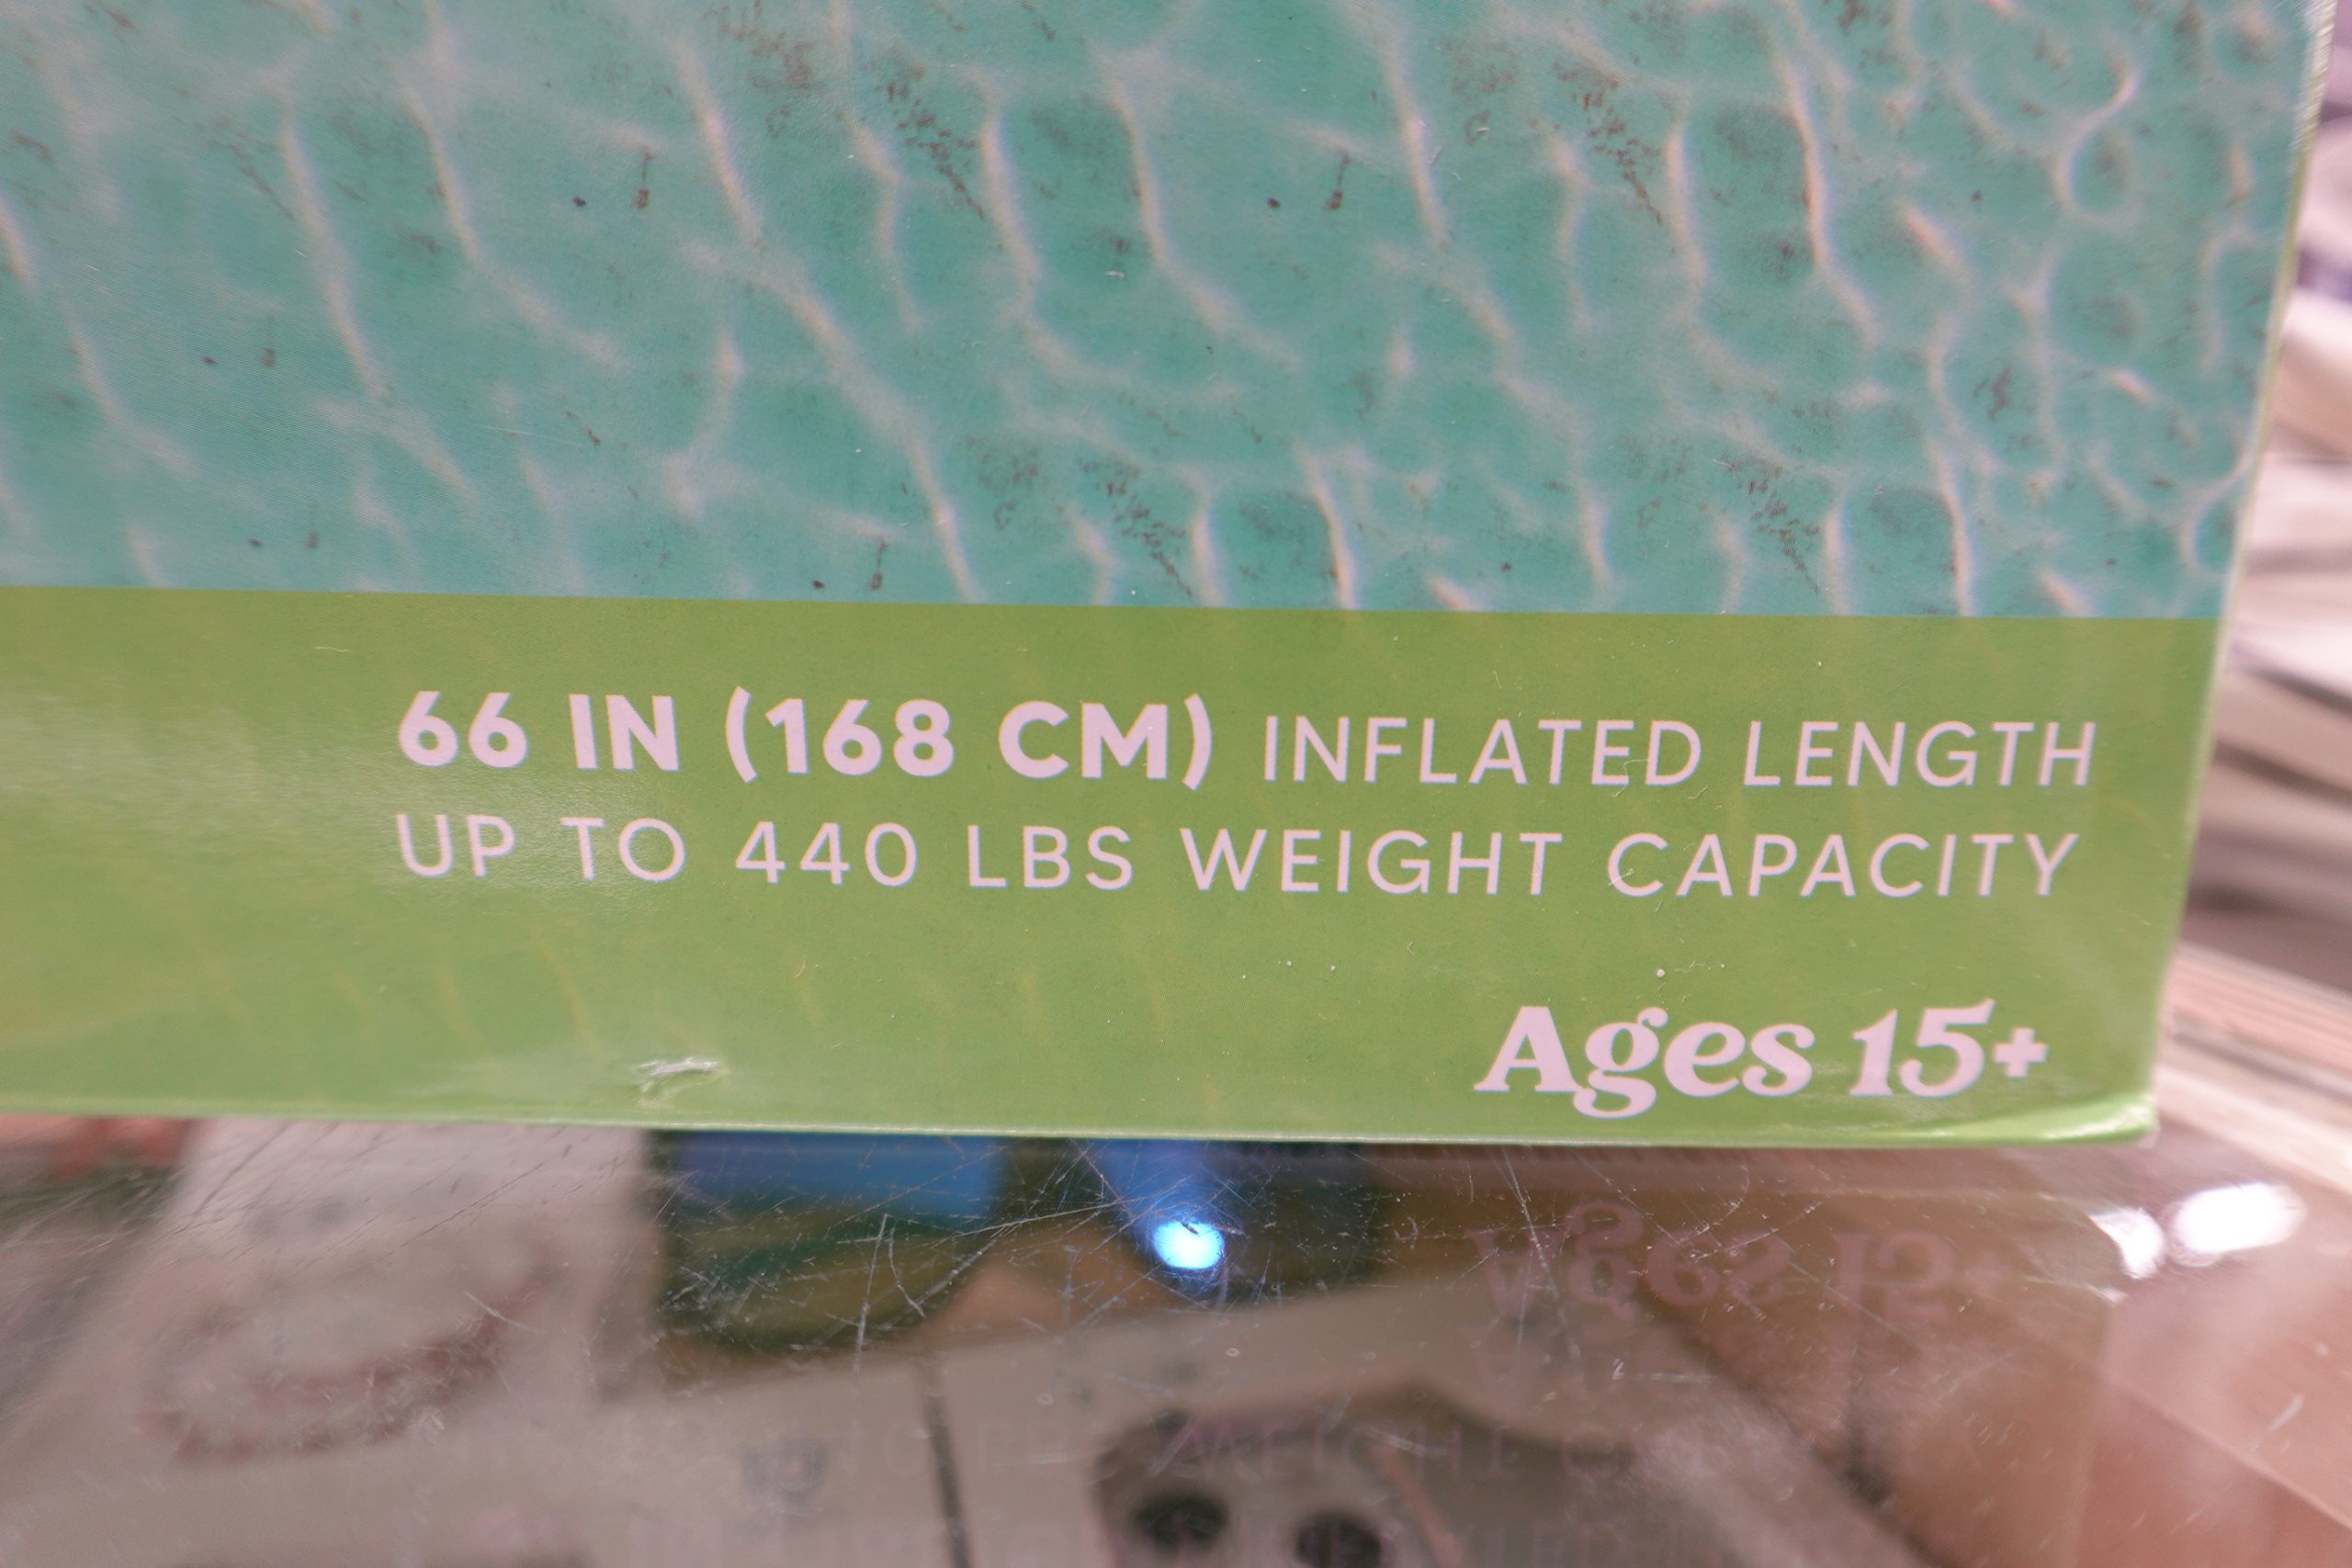 66 IN (168 CM) INFLATED LENGTH
UP TO 440 LBS WEIGHT CAPACITY
Ages 15+